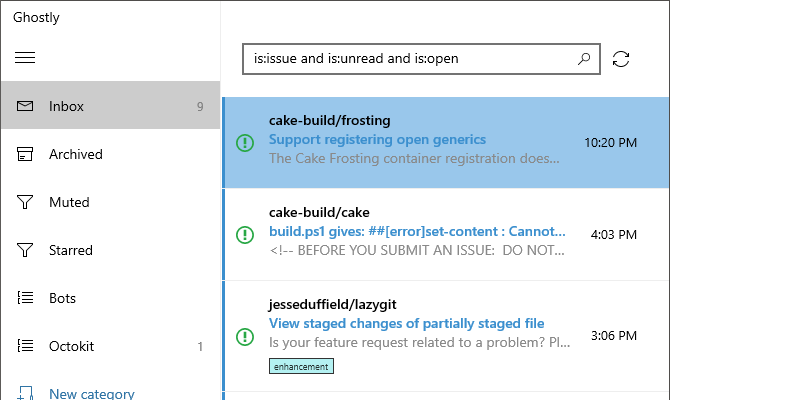 Ghostly
is:issue and is:unread and is:open
Inbox 9
Archived
Muted
Starred
Bots
Octokit 1
New category
cake-build/frosting
Support registering open generics
10:20 PM
The Cake Frosting container registration does...
cake-build/cake
build.ps1 gives: ##[error]set-content : Cannot...
4:03 PM
<!-- BEFORE YOU SUBMIT AN ISSUE:  DO NOT...
jesseduffield/lazygit
View staged changes of partially staged file
3:06 PM
Is your feature request related to a problem? Pl...
enhancement